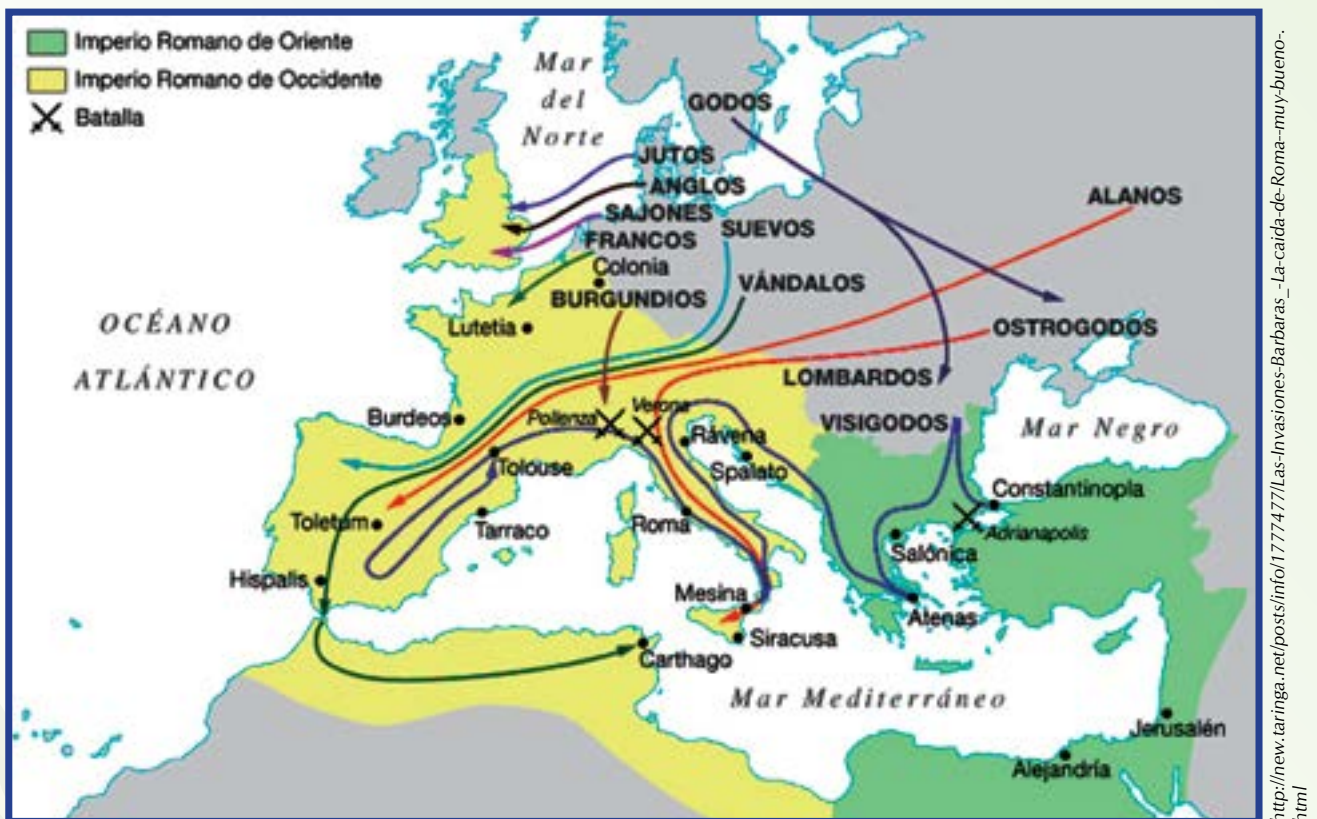 Imperio Romano de Oriente
Imperio Romano de Occidente
Batalla
Mar
del
Norte
GODOS
JUTOS
ANGLOS
SAJONES
FRANCOS
SUEVOS
ALANOS
Colonia
BURGUNDIOS
VÁNDALOS
OCÉANO
ATLÁNTICO
Lutetia
OSTROGODOS
LOMBARDOS
VISIGODOS
Mar Negro
Burdeos
Pollenza
Verona
Rávena
Spalato
Tolouse
Constantinopla
Adrianapolis
Toletum
Tarraco
Roma
Salónica
Hispalis
Mesina
Atenas
Siracusa
Carthago
Mar Mediterráneo
Jerusalén
Alejandría
http://new.taringa.net/posts/info/17777477/Las-Invasiones-Barbaras_-La-caida-de-Roma--muy-bueno-.
html